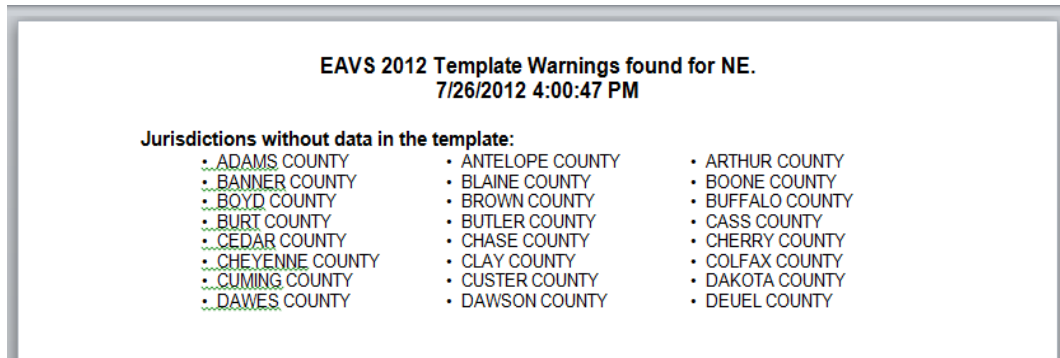 EAVS 2012 Template Warnings found for NE.
7/26/2012 4:00:47 PM
Jurisdictions without data in the template:
• ADAMS COUNTY • ANTELOPE COUNTY • ARTHUR COUNTY
• BANNER COUNTY • BLAINE COUNTY • BOONE COUNTY
• BOYD COUNTY • BROWN COUNTY • BUFFALO COUNTY
• BURT COUNTY • BUTLER COUNTY • CASS COUNTY
• CEDAR COUNTY • CHASE COUNTY • CHERRY COUNTY
• CHEYENNE COUNTY • CLAY COUNTY • COLFAX COUNTY
• CUMING COUNTY • CUSTER COUNTY • DAKOTA COUNTY
• DAWES COUNTY • DAWSON COUNTY • DEUEL COUNTY